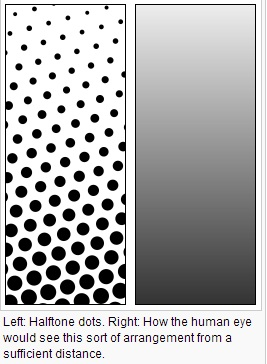 Left: Halftone dots. Right: How the human eye
would see this sort of arrangement from a
sufficient distance.